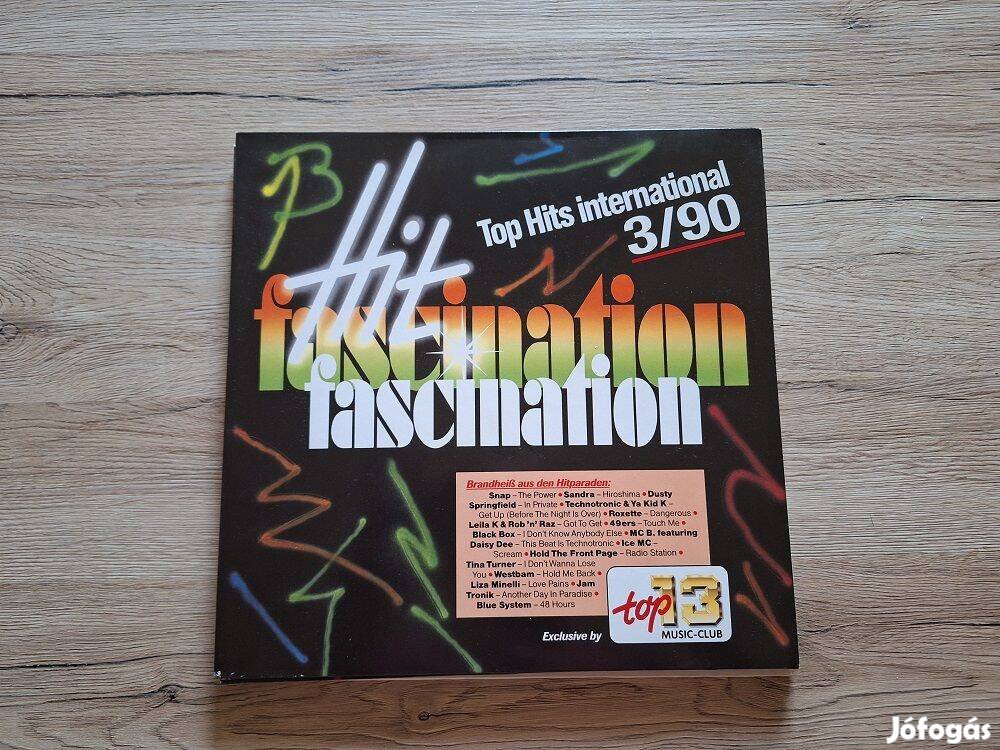 Top Hits international
3/90
Hit
fascination
fascination
Brandheiß aus den Hitparaden:
Snap – The Power • Sandra – Hiroshima • Dusty
Springfield – In Private • Technotronic & Ya Kid K –
Get Up (Before The Night Is Over) • Roxette – Dangerous •
Leila K & Rob 'n' Raz – Got To Get • 49ers – Touch Me •
Black Box – I Don't Know Anybody Else • MC B. featuring
Daisy Dee – This Beat Is Technotronic • Ice MC –
Scream • Hold The Front Page – Radio Station •
Tina Turner – I Don't Wanna Lose
You • Westbam – Hold Me Back •
Liza Minelli – Love Pains • Jam
Tronik – Another Day In Paradise •
Blue System – 48 Hours
Exclusive by
top 13
MUSIC-CLUB
Jófogás